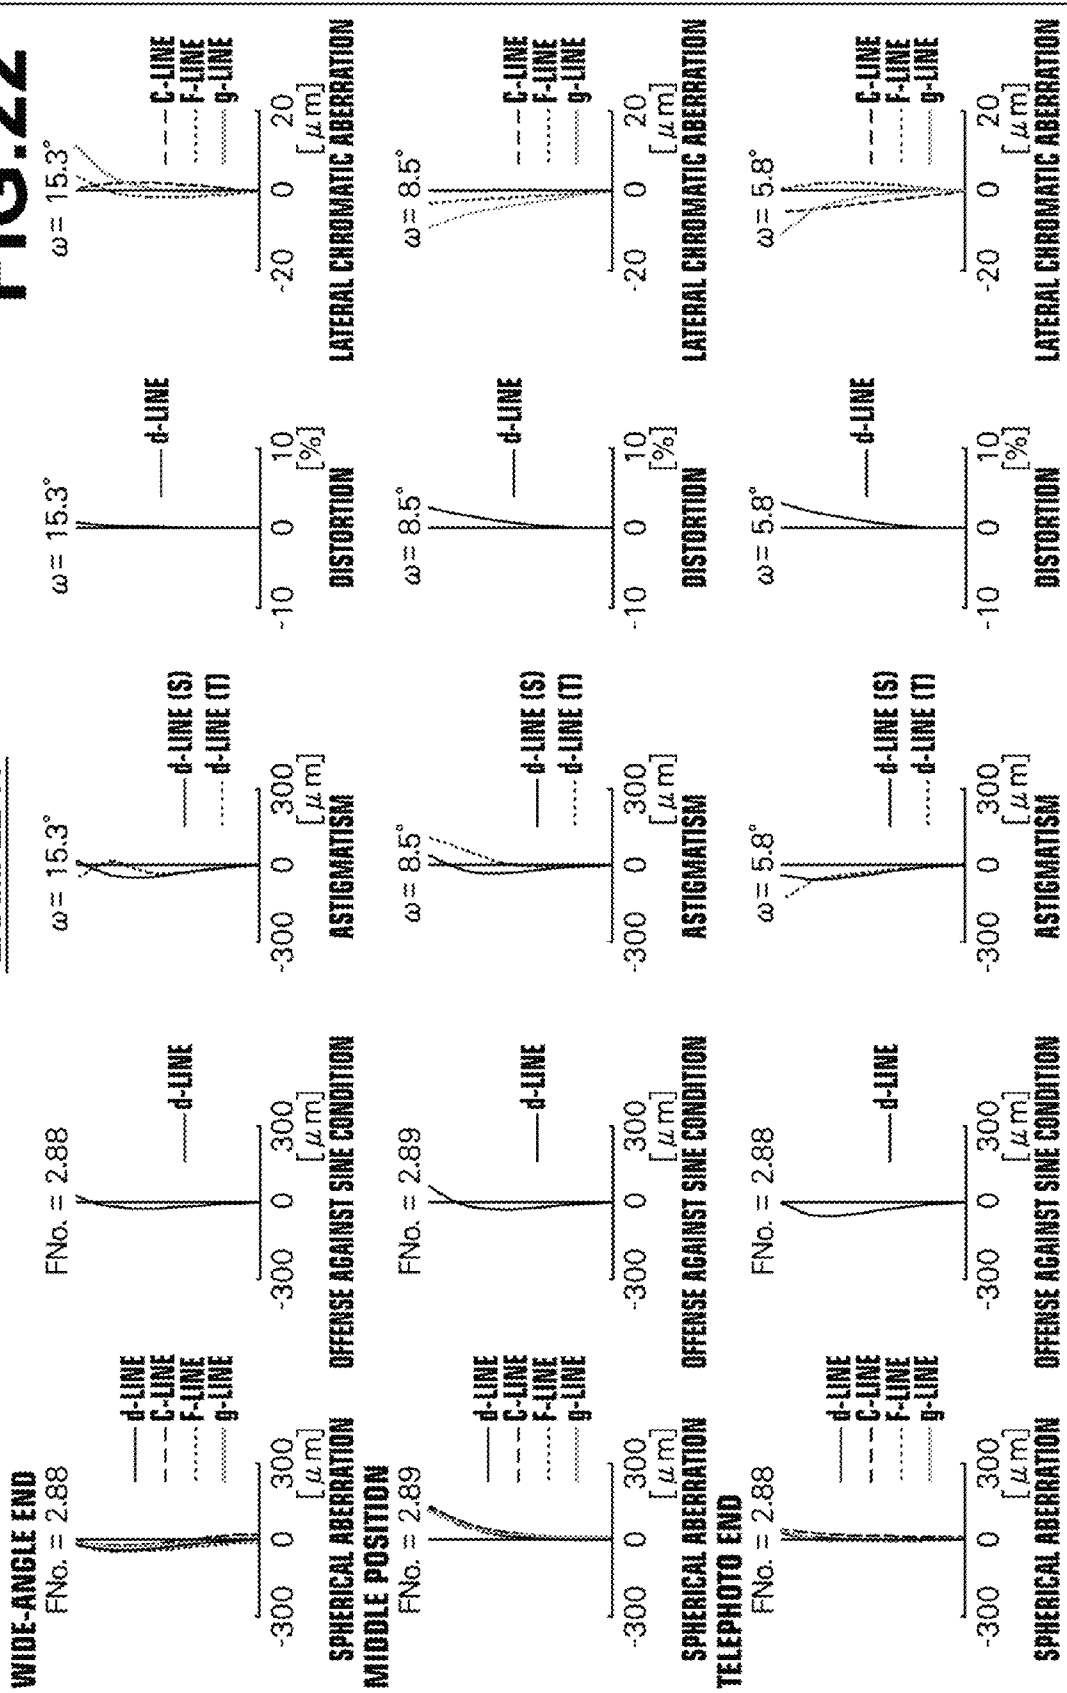 FIG.22
WIDE-ANGLE END
FNo. = 2.88
d-LINE
C-LINE
F-LINE
g-LINE
-300 0 300
[μm]
SPHERICAL ABERRATION
FNo. = 2.88
d-LINE
-300 0 300
[μm]
OFFENSE AGAINST SINE CONDITION
ω= 15.3°
d-LINE (S)
d-LINE (T)
-300 0 300
[μm]
ASTIGMATISM
ω= 15.3°
d-LINE
-10 0 10
[%]
DISTORTION
ω= 15.3°
C-LINE
F-LINE
g-LINE
-20 0 20
[μm]
LATERAL CHROMATIC ABERRATION
MIDDLE POSITION
FNo. = 2.89
d-LINE
C-LINE
F-LINE
g-LINE
-300 0 300
[μm]
SPHERICAL ABERRATION
FNo. = 2.89
d-LINE
-300 0 300
[μm]
OFFENSE AGAINST SINE CONDITION
ω= 8.5°
d-LINE (S)
d-LINE (T)
-300 0 300
[μm]
ASTIGMATISM
ω= 8.5°
d-LINE
-10 0 10
[%]
DISTORTION
ω= 8.5°
C-LINE
F-LINE
g-LINE
-20 0 20
[μm]
LATERAL CHROMATIC ABERRATION
TELEPHOTO END
FNo. = 2.88
d-LINE
C-LINE
F-LINE
g-LINE
-300 0 300
[μm]
SPHERICAL ABERRATION
FNo. = 2.88
d-LINE
-300 0 300
[μm]
OFFENSE AGAINST SINE CONDITION
ω= 5.8°
d-LINE (S)
d-LINE (T)
-300 0 300
[μm]
ASTIGMATISM
ω= 5.8°
d-LINE
-10 0 10
[%]
DISTORTION
ω= 5.8°
C-LINE
F-LINE
g-LINE
-20 0 20
[μm]
LATERAL CHROMATIC ABERRATION